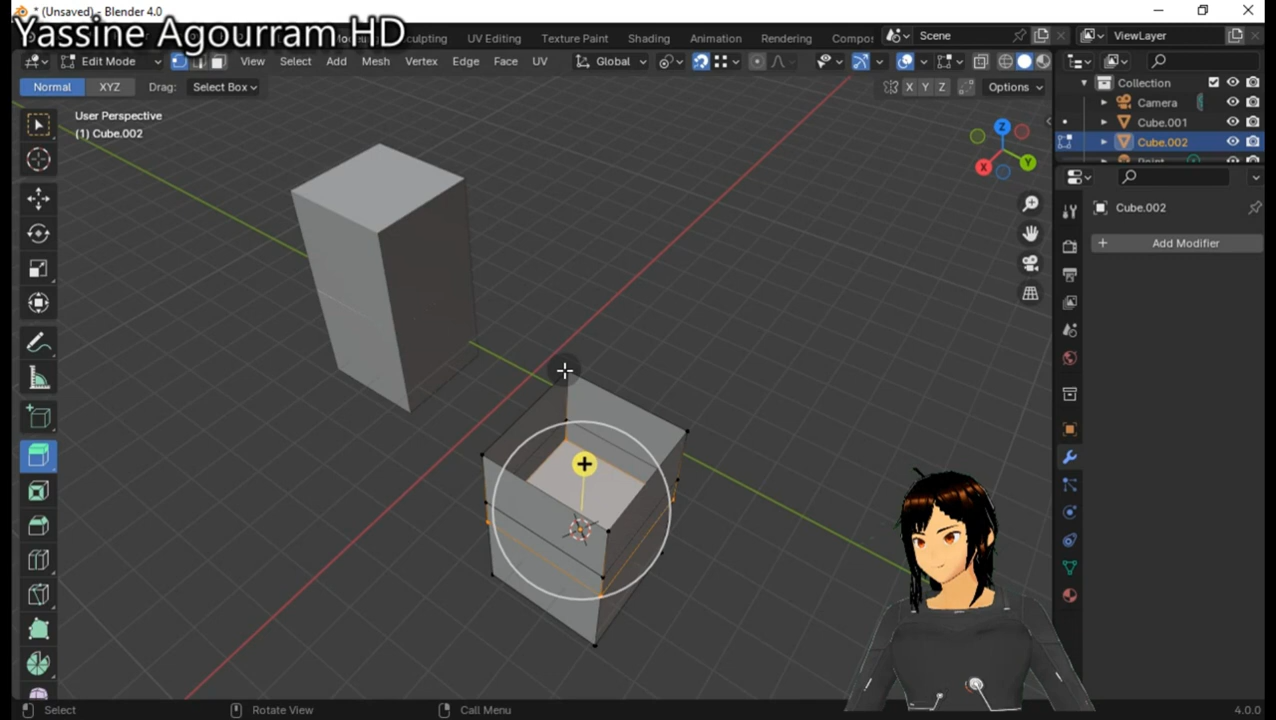 * (Unsaved) - Blender 4.0
Yassine Agourram HD
Sculpting
UV Editing
Texture Paint
Shading
Animation
Rendering
Compos
Scene
ViewLayer
Edit Mode
View
Select
Add
Mesh
Vertex
Edge
Face
UV
Global
Normal
XYZ
Drag:
Select Box
X
Y
Z
Options
User Perspective
(1) Cube.002
Z
X
Y
Collection
Camera
Cube.001
Cube.002
Point
Cube.002
+ Add Modifier
Select
Rotate View
Call Menu
4.0.0